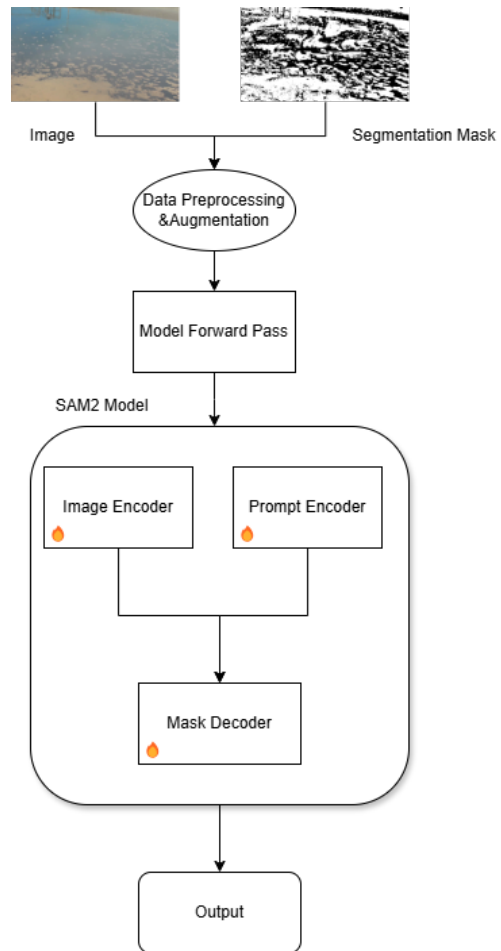 Image
Segmentation Mask
Data Preprocessing
&Augmentation
Model Forward Pass
SAM2 Model
Image Encoder
Prompt Encoder
Mask Decoder
Output